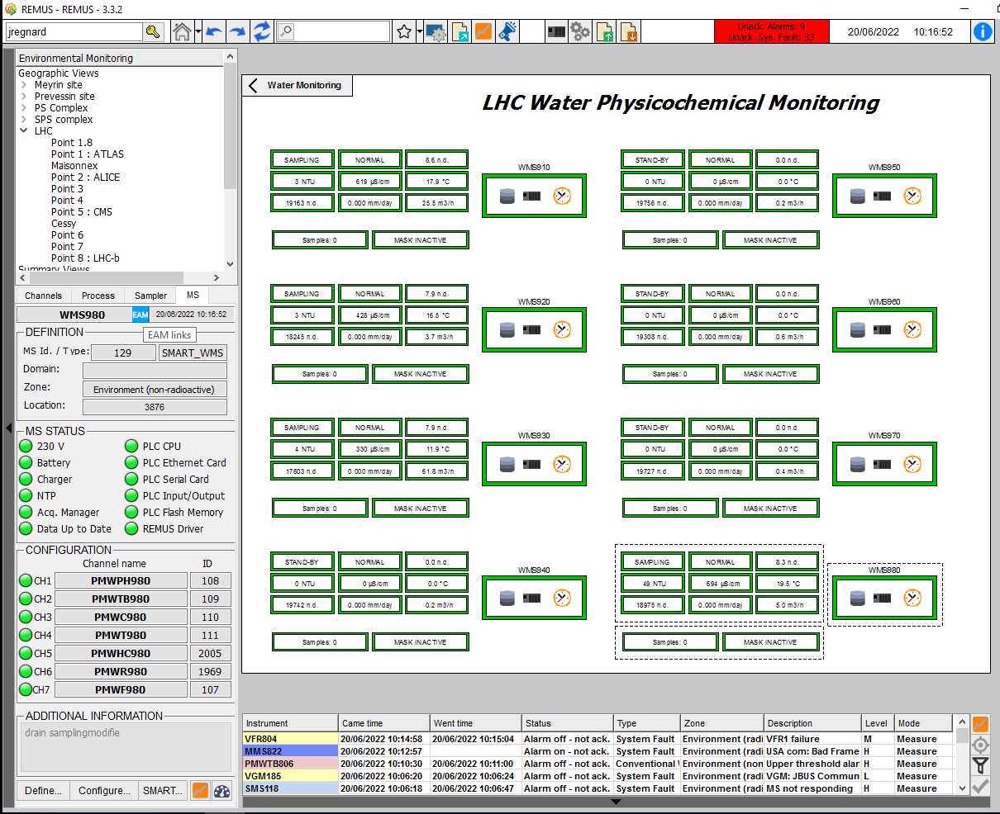 REMUS - REMUS - 3.3.2
jregnard
Unack. Alarms: 9
Unack. Sys. Fault: 33
20/06/2022 10:16:52
Environmental Monitoring
Geographic Views
Meyrin site
Prevessin site
PS Complex
SPS complex
LHC
Point 1.8
Point 1 : ATLAS
Maisonnex
Point 2 : ALICE
Point 3
Point 4
Point 5 : CMS
Cessy
Point 6
Point 7
Point 8 : LHC-b
Summary Views
Channels Process Sampler MS
WMS980 EAM 20/06/2022 10:16:52
EAM links
DEFINITION
MS Id. / Type: 129 SMART_WMS
Domain:
Zone: Environment (non-radioactive)
Location: 3876
MS STATUS
230 V PLC CPU
Battery PLC Ethernet Card
Charger PLC Serial Card
NTP PLC Input/Output
Acq. Manager PLC Flash Memory
Data Up to Date REMUS Driver
CONFIGURATION
Channel name ID
CH1 PMWPH980 108
CH2 PMWTB980 109
CH3 PMWC980 110
CH4 PMWT980 111
CH5 PMWHC980 2005
CH6 PMWR980 1969
CH7 PMWF980 107
ADDITIONAL INFORMATION
drain samplingmodifie
Define... Configure... SMART...
Water Monitoring
LHC Water Physicochemical Monitoring
WMS910
SAMPLING NORMAL 8.6 n.d.
3 NTU 619 µS/cm 17.9 °C
19163 n.d. 0.000 mm/day 25.5 m3/h
Samples: 0 MASK INACTIVE
WMS950
STAND-BY NORMAL 0.0 n.d.
0 NTU 0 µS/cm 0.0 °C
19756 n.d. 0.000 mm/day 0.2 m3/h
Samples: 0 MASK INACTIVE
WMS920
SAMPLING NORMAL 7.9 n.d.
3 NTU 428 µS/cm 16.5 °C
18245 n.d. 0.000 mm/day 3.7 m3/h
Samples: 0 MASK INACTIVE
WMS960
STAND-BY NORMAL 0.0 n.d.
0 NTU 0 µS/cm 0.0 °C
19308 n.d. 0.000 mm/day 0.6 m3/h
Samples: 0 MASK INACTIVE
WMS930
SAMPLING NORMAL 7.9 n.d.
4 NTU 330 µS/cm 11.9 °C
17803 n.d. 0.000 mm/day 61.8 m3/h
Samples: 0 MASK INACTIVE
WMS970
STAND-BY NORMAL 0.0 n.d.
0 NTU 0 µS/cm 0.0 °C
19727 n.d. 0.000 mm/day 0.4 m3/h
Samples: 0 MASK INACTIVE
WMS940
STAND-BY NORMAL 0.0 n.d.
0 NTU 0 µS/cm 0.0 °C
19742 n.d. 0.000 mm/day 0.2 m3/h
Samples: 0 MASK INACTIVE
WMS980
SAMPLING NORMAL 8.3 n.d.
49 NTU 694 µS/cm 19.5 °C
18975 n.d. 0.000 mm/day 5.0 m3/h
Samples: 0 MASK INACTIVE
Instrument Came time Went time Status Type Zone Description Level Mode
VFR804 20/06/2022 10:14:58 20/06/2022 10:15:04 Alarm off - not ack. System Fault Environment (radi VFR1 failure M Measure
MMS822 20/06/2022 10:12:57 Alarm on - not ack. System Fault Environment (radi USA com: Bad Frame H Measure
PMWTB806 20/06/2022 10:10:30 20/06/2022 10:11:00 Alarm off - not ack. Conventional Environment (non Upper threshold alar H Measure
VGM185 20/06/2022 10:06:20 20/06/2022 10:06:24 Alarm off - not ack. System Fault Environment (radi VGM: JBUS Commun L Measure
SMS118 20/06/2022 10:06:18 20/06/2022 10:06:47 Alarm off - not ack. System Fault Environment (radi MS not responding H Measure